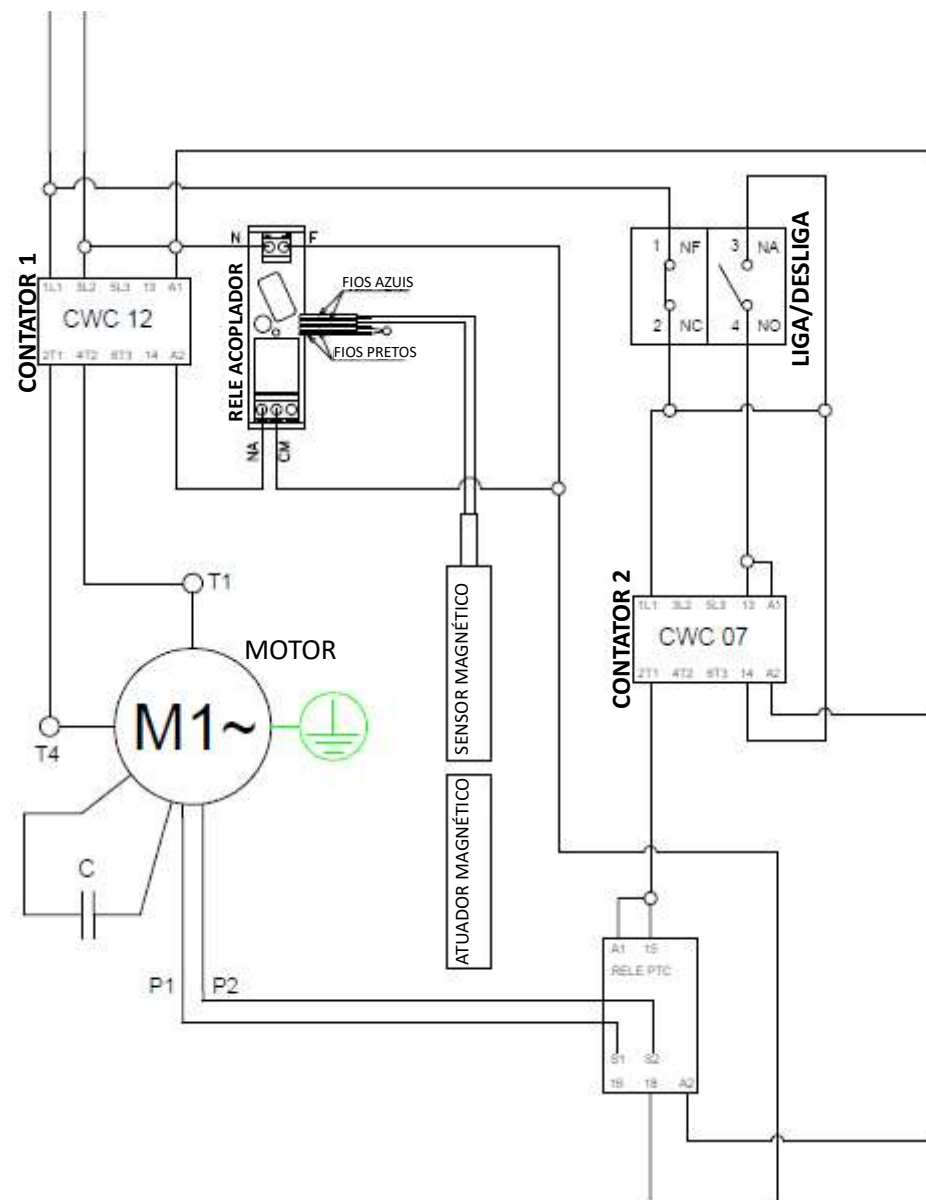 CONTATOR 1
1L1 3L2 5L3 13 A1
CWC 12
2T1 4T2 6T3 14 A2
RELE ACOPLADOR
N F
FIOS AZUIS
FIOS PRETOS
NA
CM
1 NF 3 NA
2 NC 4 NO
LIGA/DESLIGA
SENSOR MAGNÉTICO
ATUADOR MAGNÉTICO
CONTATOR 2
1L1 3L2 5L3 13 A1
CWC 07
2T1 4T2 6T3 14 A2
T1
MOTOR
M1~
T4
C
P1 P2
A1 15
RELE PTC
S1 S2
16 18 A2